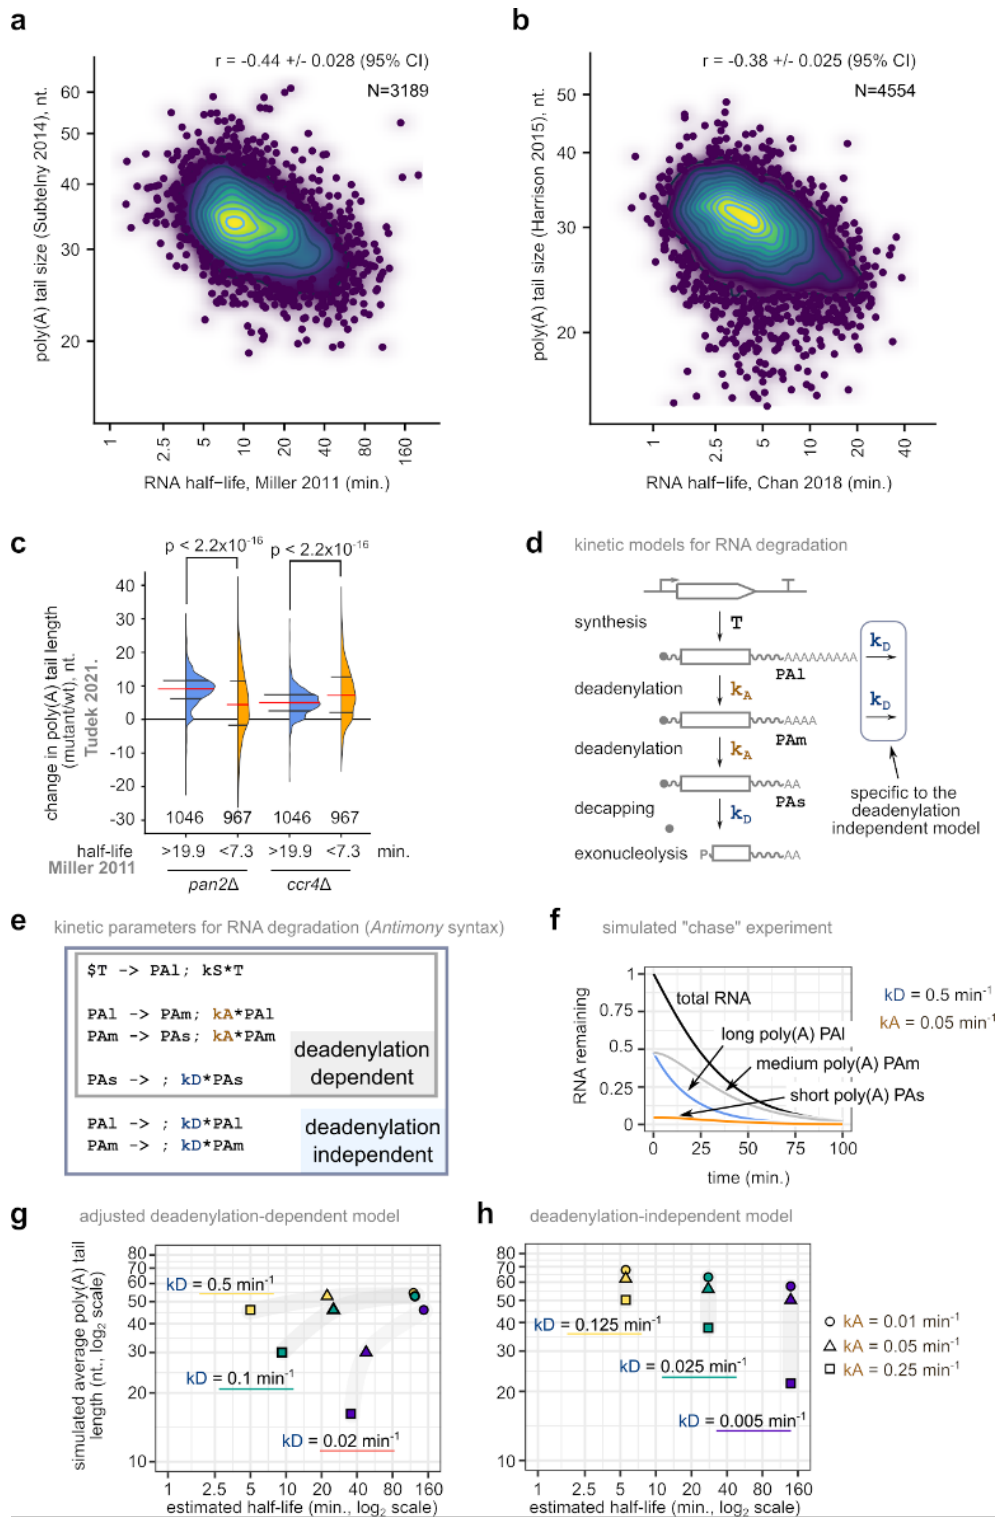 a
r = -0.44 +/- 0.028 (95% CI)
N=3189
poly(A) tail size (Subtelny 2014), nt.
60
50
40
30
20
1
2.5
5
10
20
40
80
160
RNA half-life, Miller 2011 (min.)
b
r = -0.38 +/- 0.025 (95% CI)
N=4554
poly(A) tail size (Harrison 2015), nt.
50
40
30
20
1
2.5
5
10
20
40
RNA half-life, Chan 2018 (min.)
c
p < 2.2x10⁻¹⁶
p < 2.2x10⁻¹⁶
change in poly(A) tail length
(mutant/wt), nt.
Tudek 2021.
40
30
20
10
0
-10
-20
-30
1046 967 1046 967
half-life >19.9 <7.3 >19.9 <7.3 min.
Miller 2011
pan2Δ ccr4Δ
d kinetic models for RNA degradation
synthesis T
AAAAAAAAA
PAl
kD
deadenylation kA
AAAA
PAm
kD
deadenylation kA
AA
PAs
decapping kD
exonucleolysis P AA
specific to the
deadenylation
independent model
e kinetic parameters for RNA degradation (Antimony syntax)
$T -> PAl; kS*T
PAl -> PAm; kA*PAl
PAm -> PAs; kA*PAm
PAs -> ; kD*PAs
deadenylation
dependent
PAl -> ; kD*PAl
PAm -> ; kD*PAm
deadenylation
independent
f simulated "chase" experiment
RNA remaining
1
0.75
0.5
0.25
0
total RNA
long poly(A) PAl
medium poly(A) PAm
short poly(A) PAs
0 25 50 75 100
time (min.)
kD = 0.5 min⁻¹
kA = 0.05 min⁻¹
g adjusted deadenylation-dependent model
simulated average poly(A) tail
length (nt., log₂ scale)
80
60
50
40
30
20
10
kD = 0.5 min⁻¹
kD = 0.1 min⁻¹
kD = 0.02 min⁻¹
1 2.5 5 10 20 40 80 160
estimated half-life (min., log₂ scale)
h deadenylation-independent model
80
60
50
40
30
20
10
kD = 0.125 min⁻¹
kD = 0.025 min⁻¹
kD = 0.005 min⁻¹
1 2.5 5 10 20 40 80 160
estimated half-life (min., log₂ scale)
kA = 0.01 min⁻¹
kA = 0.05 min⁻¹
kA = 0.25 min⁻¹